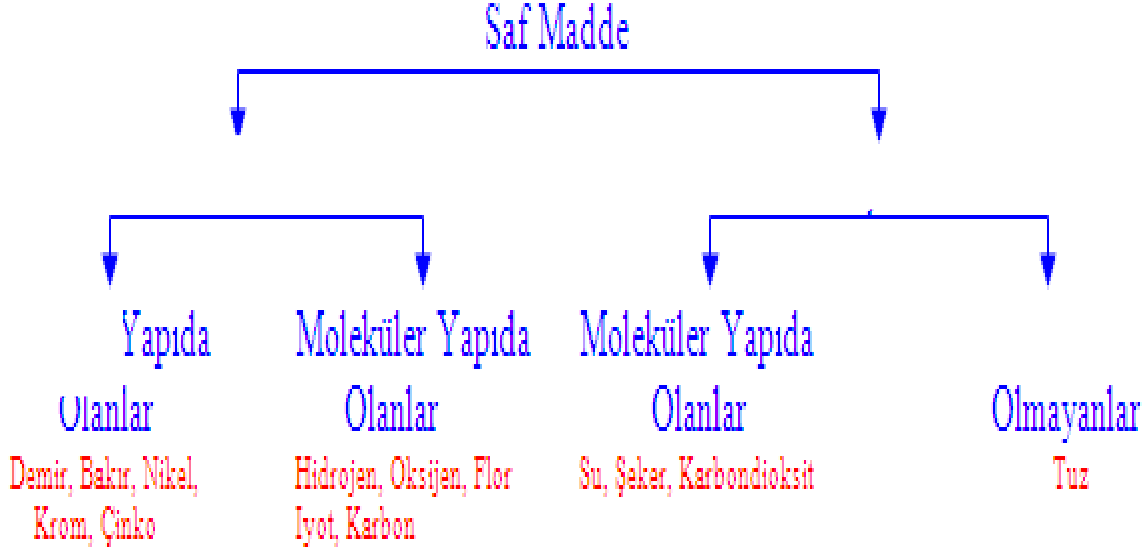 Saf Madde
Yapıda Moleküler Yapıda Moleküler Yapıda
Olanlar Olanlar Olanlar Olmayanlar
Demir, Bakır, Nikel, Hidrojen, Oksijen, Flor Su, Şeker, Karbondioksit Tuz
Krom, Çinko Iyot, Karbon